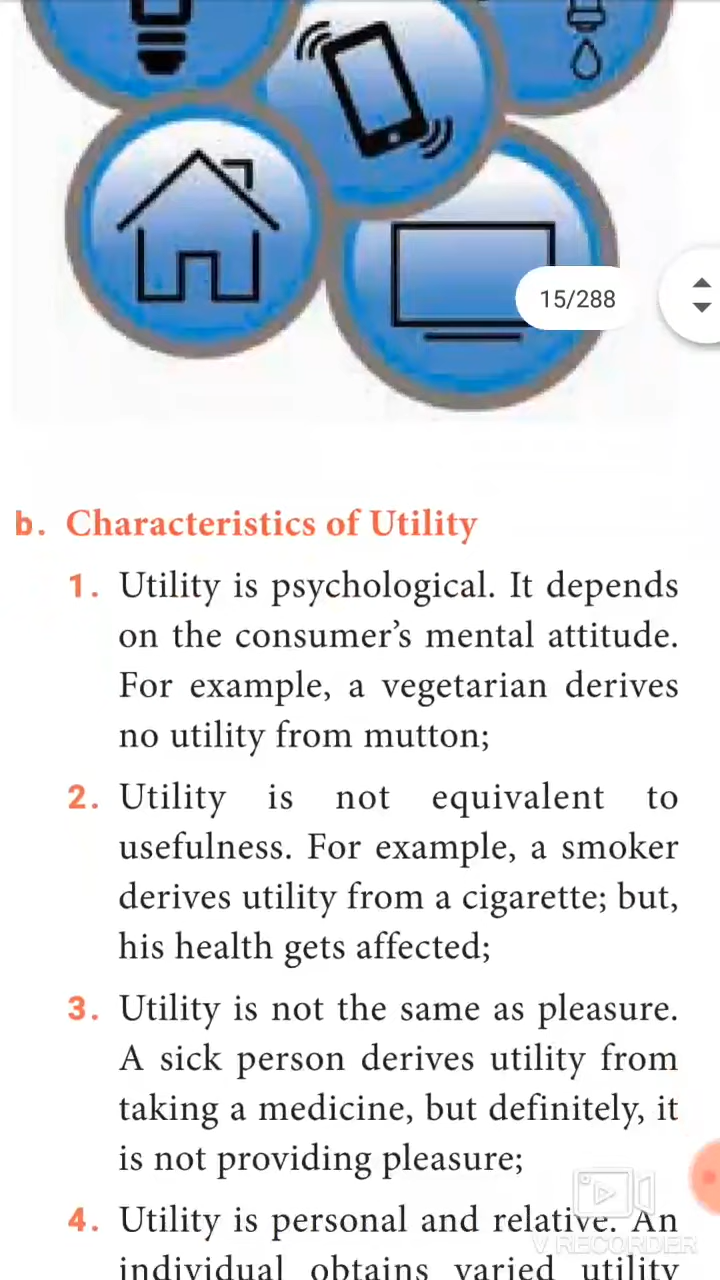 15/288
b. Characteristics of Utility
1. Utility is psychological. It depends
on the consumer’s mental attitude.
For example, a vegetarian derives
no utility from mutton;
2. Utility is not equivalent to
usefulness. For example, a smoker
derives utility from a cigarette; but,
his health gets affected;
3. Utility is not the same as pleasure.
A sick person derives utility from
taking a medicine, but definitely, it
is not providing pleasure;
4. Utility is personal and relative. An
individual obtains varied utility
V RECORDER